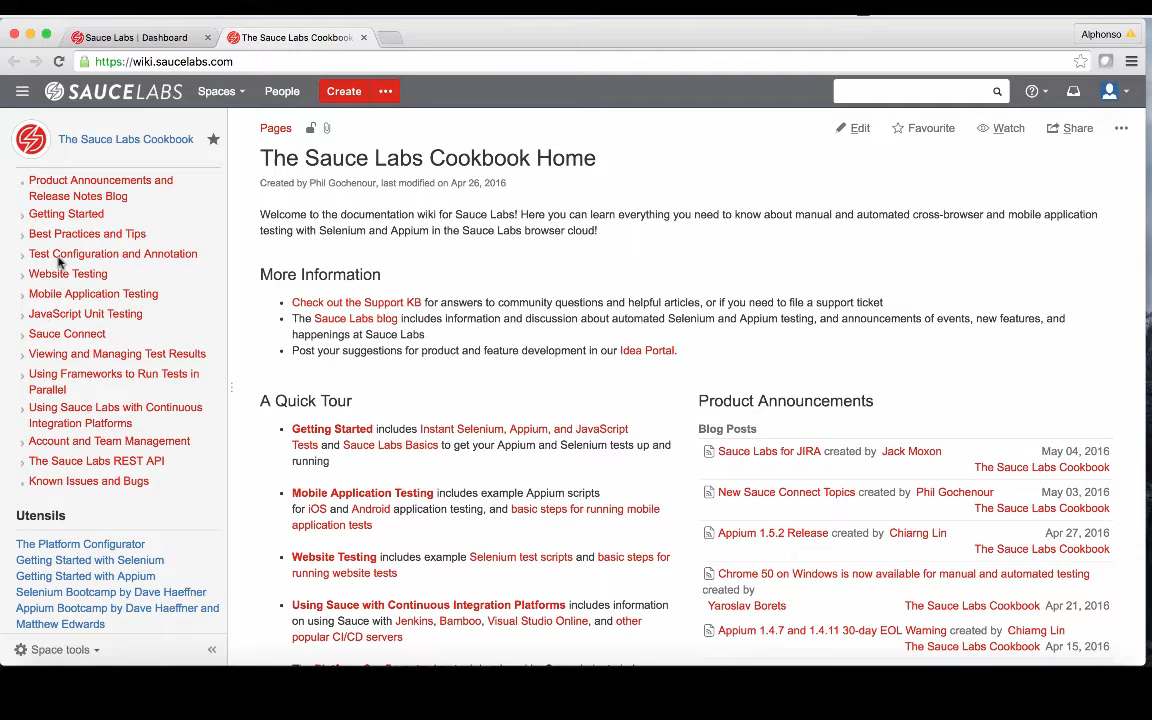 Sauce Labs | Dashboard
The Sauce Labs Cookbook
Alphonso
https://wiki.saucelabs.com
SAUCELABS
Spaces
People
Create
The Sauce Labs Cookbook
Product Announcements and
Release Notes Blog
Getting Started
Best Practices and Tips
Test Configuration and Annotation
Website Testing
Mobile Application Testing
JavaScript Unit Testing
Sauce Connect
Viewing and Managing Test Results
Using Frameworks to Run Tests in
Parallel
Using Sauce Labs with Continuous
Integration Platforms
Account and Team Management
The Sauce Labs REST API
Known Issues and Bugs
Utensils
The Platform Configurator
Getting Started with Selenium
Getting Started with Appium
Selenium Bootcamp by Dave Haeffner
Appium Bootcamp by Dave Haeffner and
Matthew Edwards
Space tools
Pages
Edit
Favourite
Watch
Share
The Sauce Labs Cookbook Home
Created by Phil Gochenour, last modified on Apr 26, 2016
Welcome to the documentation wiki for Sauce Labs! Here you can learn everything you need to know about manual and automated cross-browser and mobile application
testing with Selenium and Appium in the Sauce Labs browser cloud!
More Information
Check out the Support KB for answers to community questions and helpful articles, or if you need to file a support ticket
The Sauce Labs blog includes information and discussion about automated Selenium and Appium testing, and announcements of events, new features, and
happenings at Sauce Labs
Post your suggestions for product and feature development in our Idea Portal.
A Quick Tour
Getting Started includes Instant Selenium, Appium, and JavaScript
Tests and Sauce Labs Basics to get your Appium and Selenium tests up and
running
Mobile Application Testing includes example Appium scripts
for iOS and Android application testing, and basic steps for running mobile
application tests
Website Testing includes example Selenium test scripts and basic steps for
running website tests
Using Sauce with Continuous Integration Platforms includes information
on using Sauce with Jenkins, Bamboo, Visual Studio Online, and other
popular CI/CD servers
Product Announcements
Blog Posts
Sauce Labs for JIRA created by Jack Moxon May 04, 2016
The Sauce Labs Cookbook
New Sauce Connect Topics created by Phil Gochenour May 03, 2016
The Sauce Labs Cookbook
Appium 1.5.2 Release created by Chiarng Lin Apr 27, 2016
The Sauce Labs Cookbook
Chrome 50 on Windows is now available for manual and automated testing
created by
Yaroslav Borets The Sauce Labs Cookbook Apr 21, 2016
Appium 1.4.7 and 1.4.11 30-day EOL Warning created by Chiarng Lin
The Sauce Labs Cookbook Apr 15, 2016